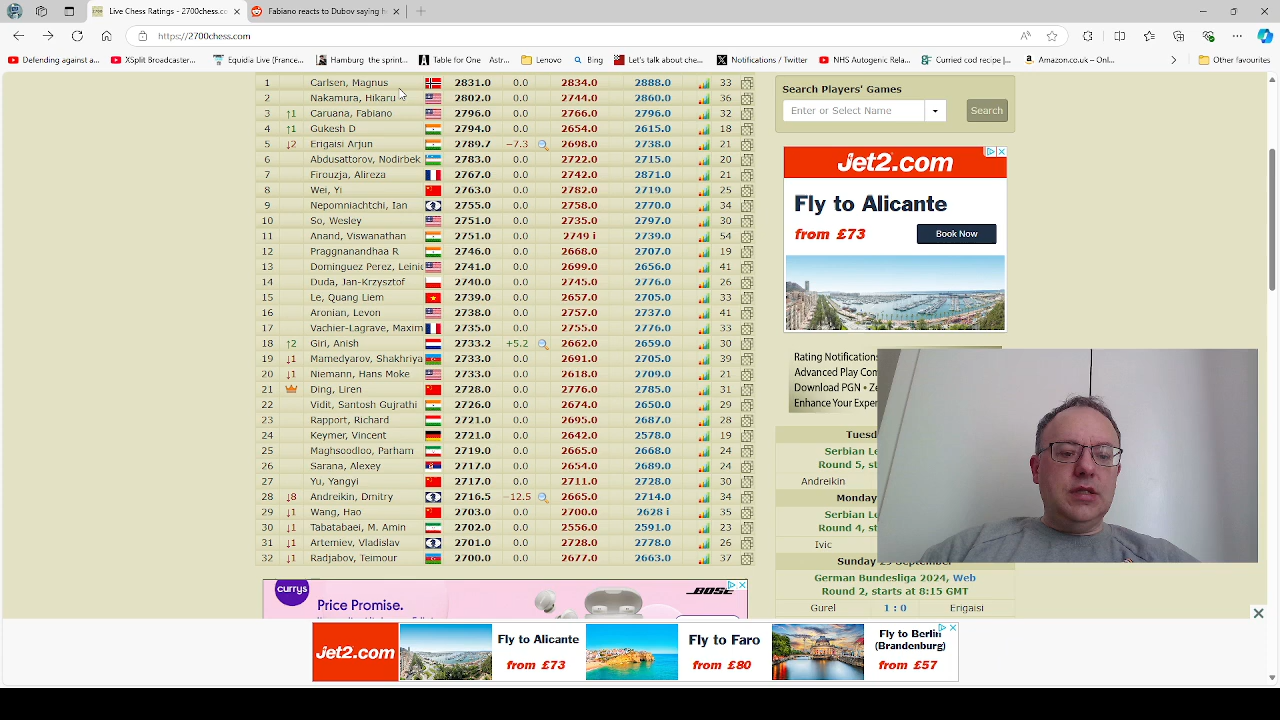 Live Chess Ratings - 2700chess.co
Fabiano reacts to Dubov saying h
https://2700chess.com
Defending against a...
XSplit Broadcaster...
Equidia Live (France...
Hamburg the sprint...
Table for One Astr...
Lenovo
Bing
Let's talk about che...
Notifications / Twitter
NHS Autogenic Rela...
Curried cod recipe |...
Amazon.co.uk – Onl...
Other favourites
1 Carlsen, Magnus 2831.0 0.0 2834.0 2888.0 33
2 Nakamura, Hikaru 2802.0 0.0 2744.0 2860.0 36
3 ↑1 Caruana, Fabiano 2796.0 0.0 2766.0 2796.0 32
4 ↑1 Gukesh D 2794.0 0.0 2654.0 2615.0 18
5 ↓2 Erigaisi Arjun 2789.7 −7.3 2698.0 2738.0 21
6 Abdusattorov, Nodirbek 2783.0 0.0 2722.0 2715.0 20
7 Firouzja, Alireza 2767.0 0.0 2742.0 2871.0 21
8 Wei, Yi 2763.0 0.0 2782.0 2719.0 25
9 Nepomniachtchi, Ian 2755.0 0.0 2758.0 2770.0 34
10 So, Wesley 2751.0 0.0 2735.0 2797.0 30
11 Anand, Viswanathan 2751.0 0.0 2749 i 2739.0 54
12 Praggnanandhaa R 2746.0 0.0 2668.0 2707.0 19
13 Dominguez Perez, Leinie 2741.0 0.0 2699.0 2656.0 41
14 Duda, Jan-Krzysztof 2740.0 0.0 2745.0 2776.0 26
15 Le, Quang Liem 2739.0 0.0 2657.0 2705.0 33
16 Aronian, Levon 2738.0 0.0 2757.0 2737.0 41
17 Vachier-Lagrave, Maxim 2735.0 0.0 2755.0 2776.0 33
18 ↑2 Giri, Anish 2733.2 +5.2 2662.0 2659.0 30
19 ↓1 Mamedyarov, Shakhriya 2733.0 0.0 2691.0 2705.0 39
20 ↓1 Niemann, Hans Moke 2733.0 0.0 2618.0 2709.0 21
21 Ding, Liren 2728.0 0.0 2776.0 2785.0 31
22 Vidit, Santosh Gujrathi 2726.0 0.0 2674.0 2650.0 29
23 Rapport, Richard 2721.0 0.0 2695.0 2687.0 28
24 Keymer, Vincent 2721.0 0.0 2642.0 2578.0 19
25 Maghsoodloo, Parham 2719.0 0.0 2665.0 2668.0 24
26 Sarana, Alexey 2717.0 0.0 2654.0 2689.0 24
27 Yu, Yangyi 2717.0 0.0 2711.0 2728.0 30
28 ↓8 Andreikin, Dmitry 2716.5 −12.5 2665.0 2714.0 34
29 ↓1 Wang, Hao 2703.0 0.0 2700.0 2628 i 35
30 ↓1 Tabatabaei, M. Amin 2702.0 0.0 2556.0 2591.0 23
31 ↓1 Artemiev, Vladislav 2701.0 0.0 2728.0 2778.0 26
32 ↓1 Radjabov, Teimour 2700.0 0.0 2677.0 2663.0 37
Search Players' Games
Enter or Select Name
Search
Jet2.com
Fly to Alicante
from £73
Book Now
Rating Notifications
Advanced Play Con
Download PGN • Ze
Enhance Your Exper
Tuesd
Serbian Le
Round 5, st
Andreikin
Monday
Serbian Le
Round 4, st
Ivic
Sunday 29 September
German Bundesliga 2024, Web
Round 2, starts at 8:15 GMT
Gurel 1 : 0 Erigaisi
currys
Price Promise.
BOSE
Jet2.com
Fly to Alicante
from £73
Fly to Faro
from £80
Fly to Berlin
(Brandenburg)
from £57